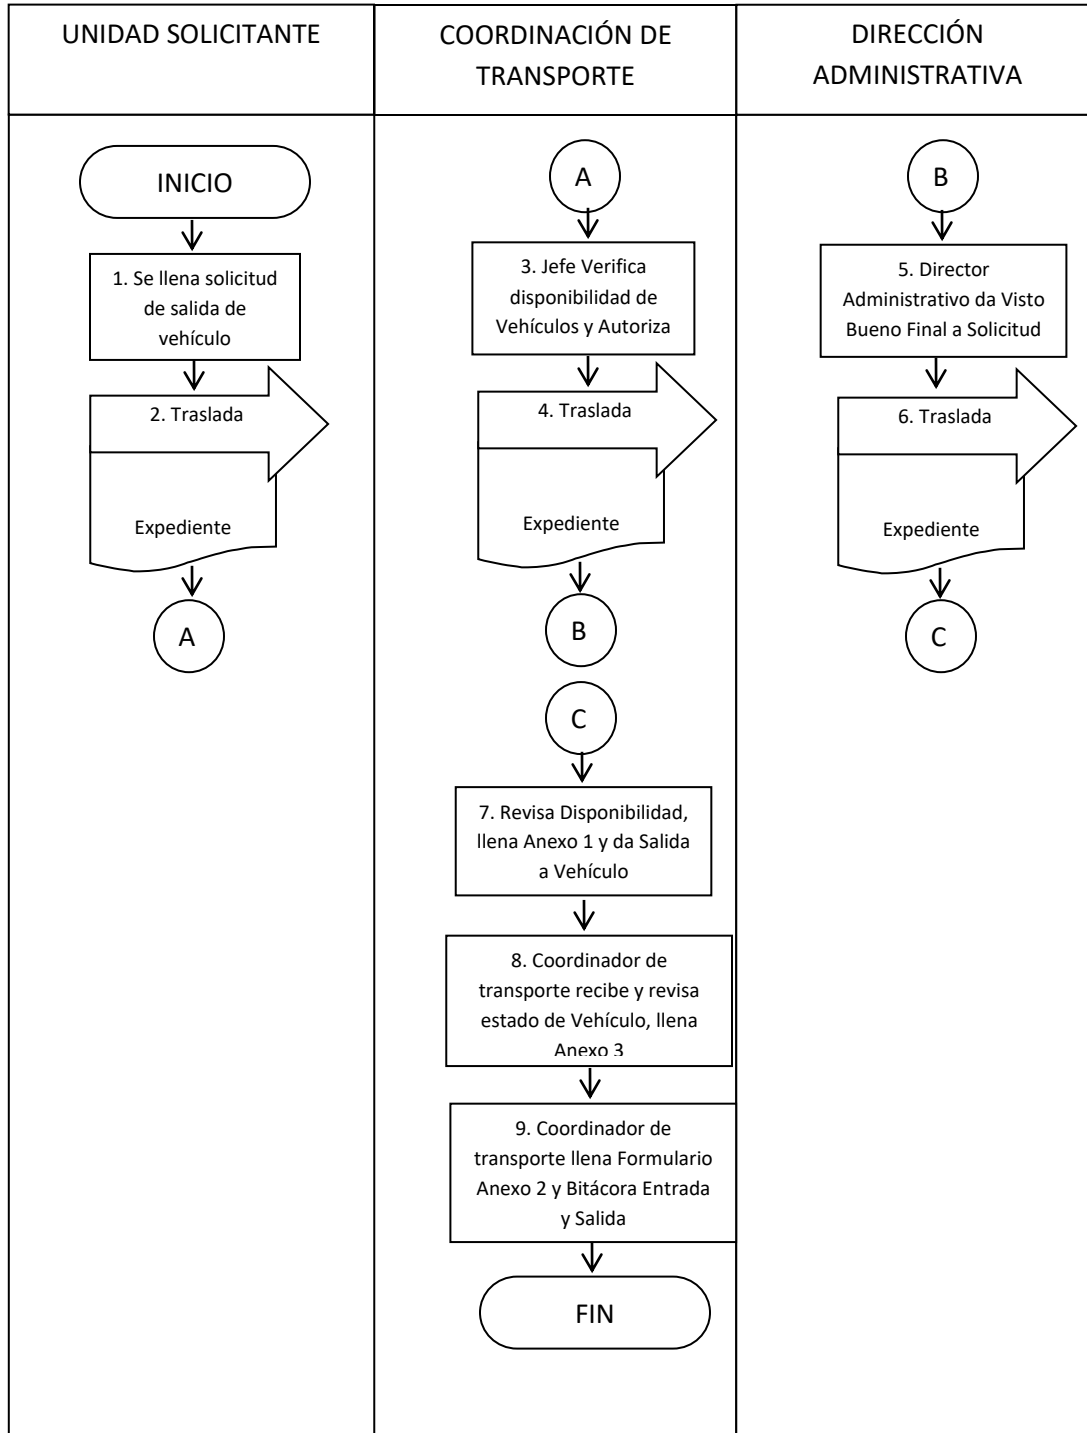 UNIDAD SOLICITANTE
COORDINACIÓN DE
TRANSPORTE
DIRECCIÓN
ADMINISTRATIVA
INICIO
1. Se llena solicitud
de salida de
vehículo
2. Traslada
Expediente
A
A
3. Jefe Verifica
disponibilidad de
Vehículos y Autoriza
4. Traslada
Expediente
B
B
5. Director
Administrativo da Visto
Bueno Final a Solicitud
6. Traslada
Expediente
C
C
7. Revisa Disponibilidad,
llena Anexo 1 y da Salida
a Vehículo
8. Coordinador de
transporte recibe y revisa
estado de Vehículo, llena
Anexo 3
9. Coordinador de
transporte llena Formulario
Anexo 2 y Bitácora Entrada
y Salida
FIN